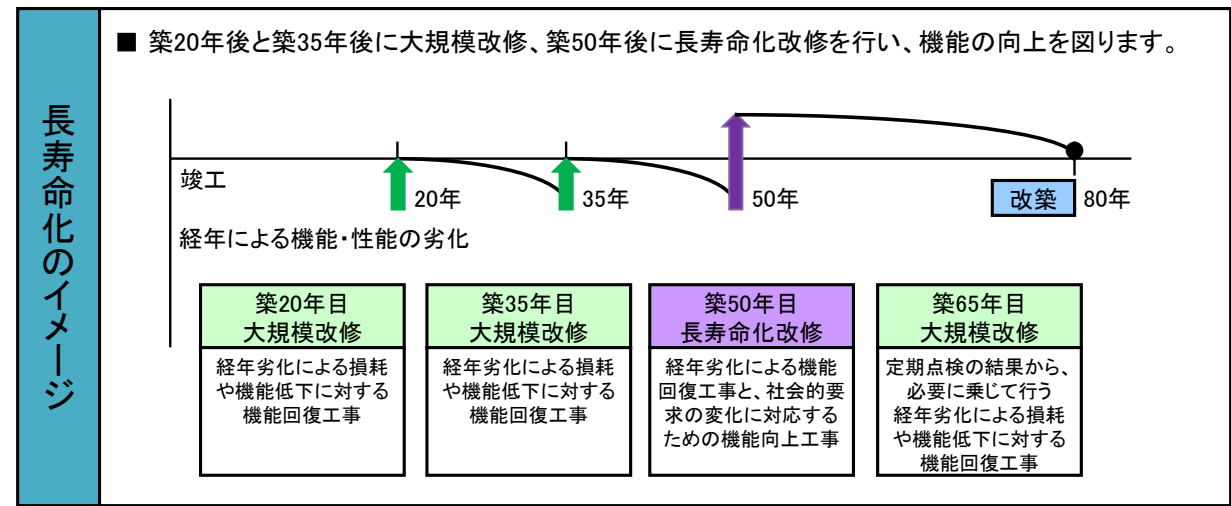 長寿命化のイメージ
■ 築20年後と築35年後に大規模改修、築50年後に長寿命化改修を行い、機能の向上を図ります。
竣工
20年
35年
50年
改築
80年
経年による機能・性能の劣化
築20年目
大規模改修
経年劣化による損耗
や機能低下に対する
機能回復工事
築35年目
大規模改修
経年劣化による損耗
や機能低下に対する
機能回復工事
築50年目
長寿命化改修
経年劣化による機能
回復工事と、社会的要
求の変化に対応する
ための機能向上工事
築65年目
大規模改修
定期点検の結果から、
必要に乗じて行う
経年劣化による損耗
や機能低下に対する
機能回復工事